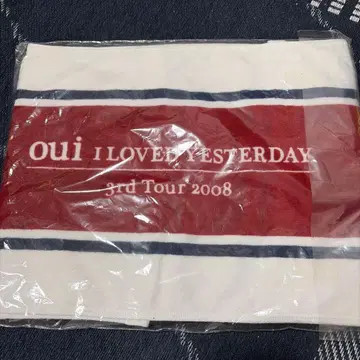 oui I LOVED YESTERDAY
3rd Tour 2008